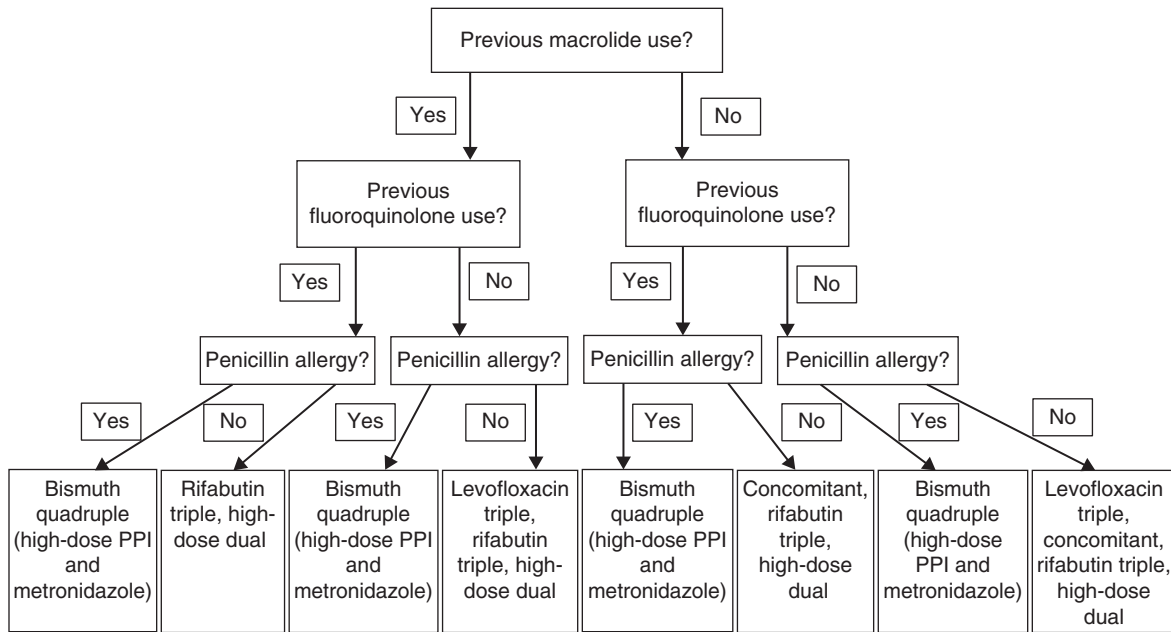 Previous macrolide use?
Yes
No
Previous
fluoroquinolone use?
Previous
fluoroquinolone use?
Yes
No
Yes
No
Penicillin allergy?
Penicillin allergy?
Penicillin allergy?
Penicillin allergy?
Yes
No
Yes
No
Yes
No
Yes
No
Bismuth
quadruple
(high-dose PPI
and
metronidazole)
Rifabutin
triple, high-
dose dual
Bismuth
quadruple
(high-dose PPI
and
metronidazole)
Levofloxacin
triple,
rifabutin
triple, high-
dose dual
Bismuth
quadruple
(high-dose PPI
and
metronidazole)
Concomitant,
rifabutin
triple,
high-dose
dual
Bismuth
quadruple
(high-dose
PPI and
metronidazole)
Levofloxacin
triple,
concomitant,
rifabutin triple,
high-dose
dual